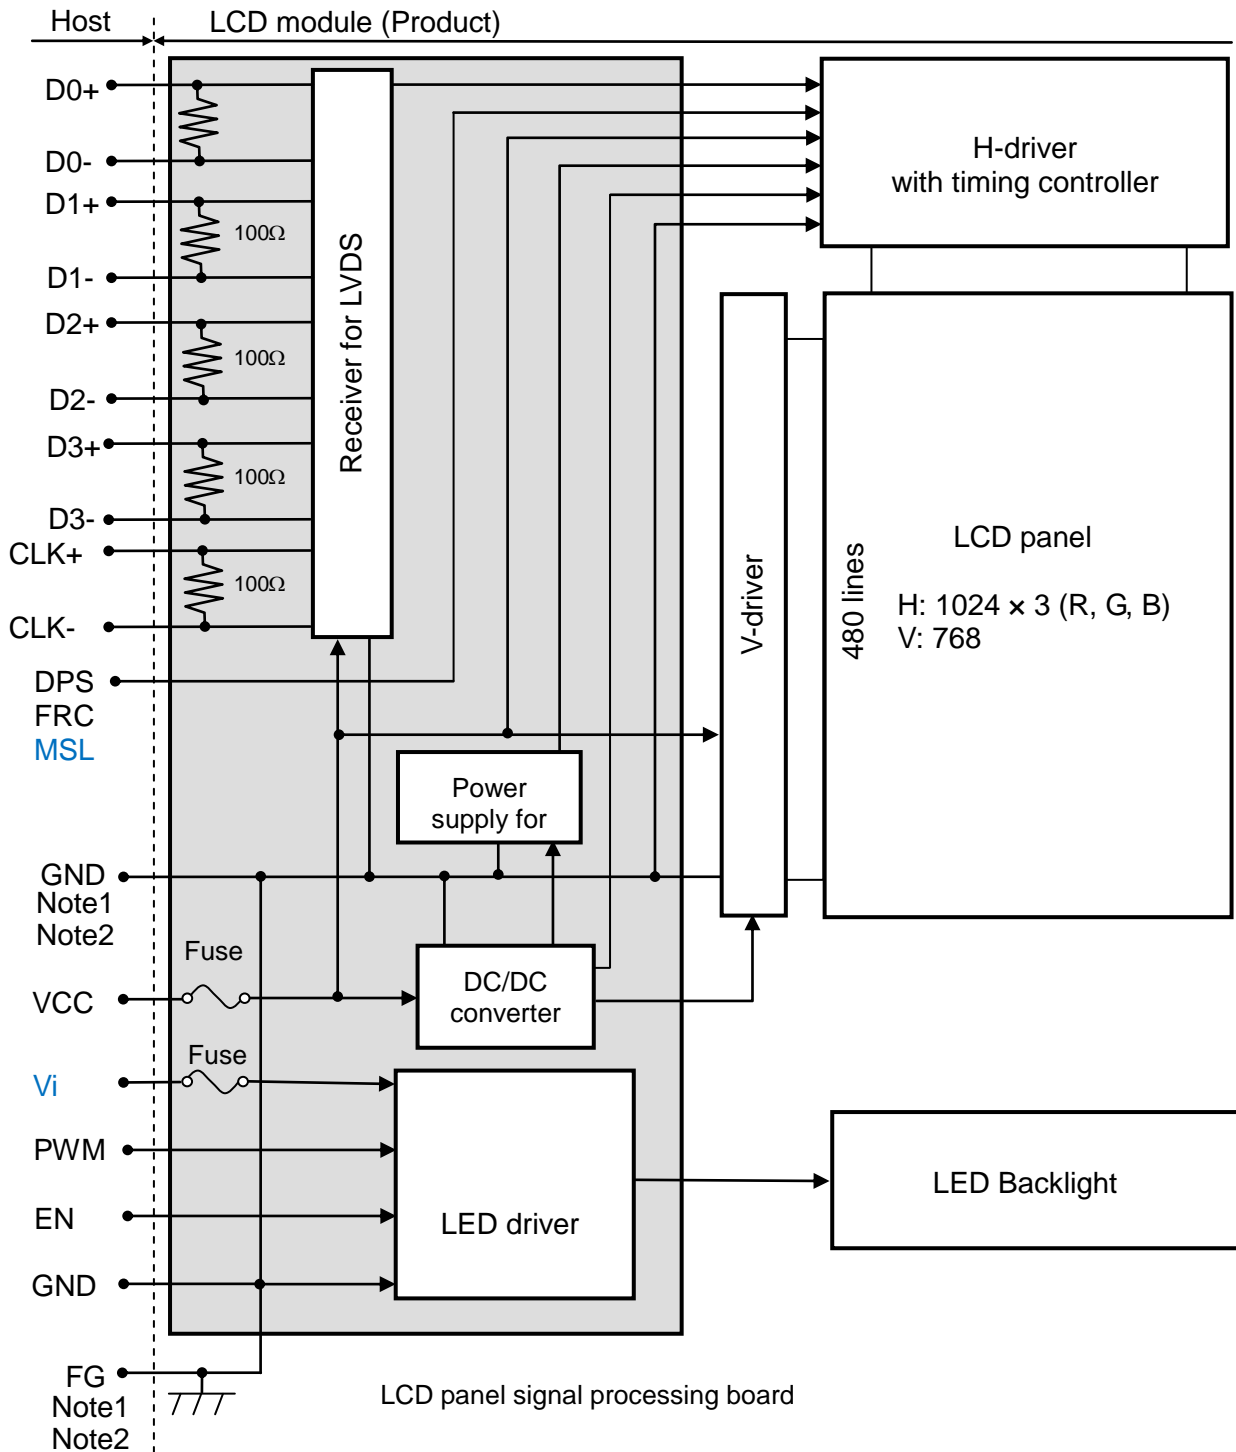 Host
LCD module (Product)
D0+
D0-
D1+
100Ω
D1-
D2+
100Ω
D2-
D3+
100Ω
D3-
CLK+
100Ω
CLK-
DPS
FRC
MSL
Receiver for LVDS
H-driver
with timing controller
V-driver
480 lines
LCD panel
H: 1024 × 3 (R, G, B)
V: 768
Power
supply for
GND
Note1
Note2
Fuse
VCC
DC/DC
converter
Fuse
Vi
PWM
EN
GND
LED driver
LED Backlight
FG
Note1
Note2
LCD panel signal processing board